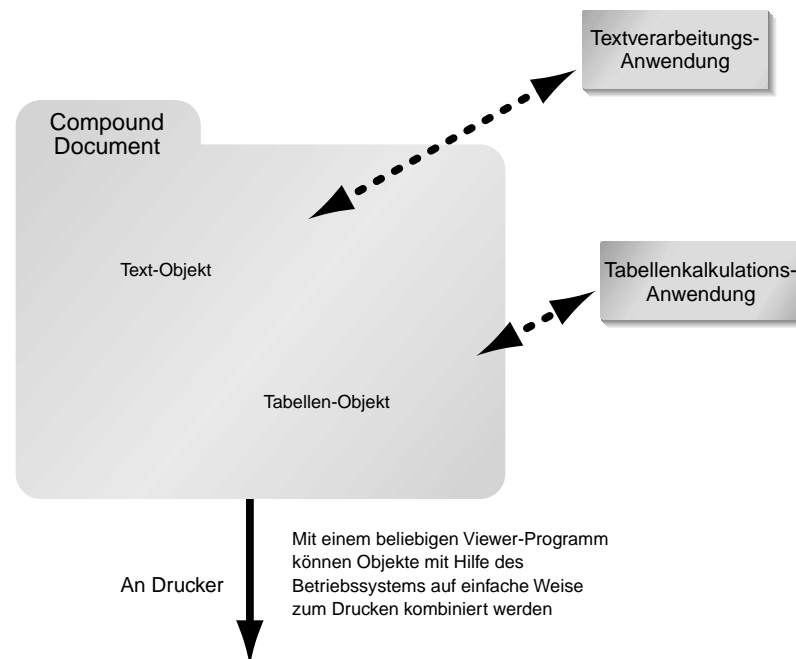 Textverarbeitungs-
Anwendung
Compound
Document
Text-Objekt
Tabellenkalkulations-
Anwendung
Tabellen-Objekt
Mit einem beliebigen Viewer-Programm
können Objekte mit Hilfe des
Betriebssystems auf einfache Weise
zum Drucken kombiniert werden
An Drucker